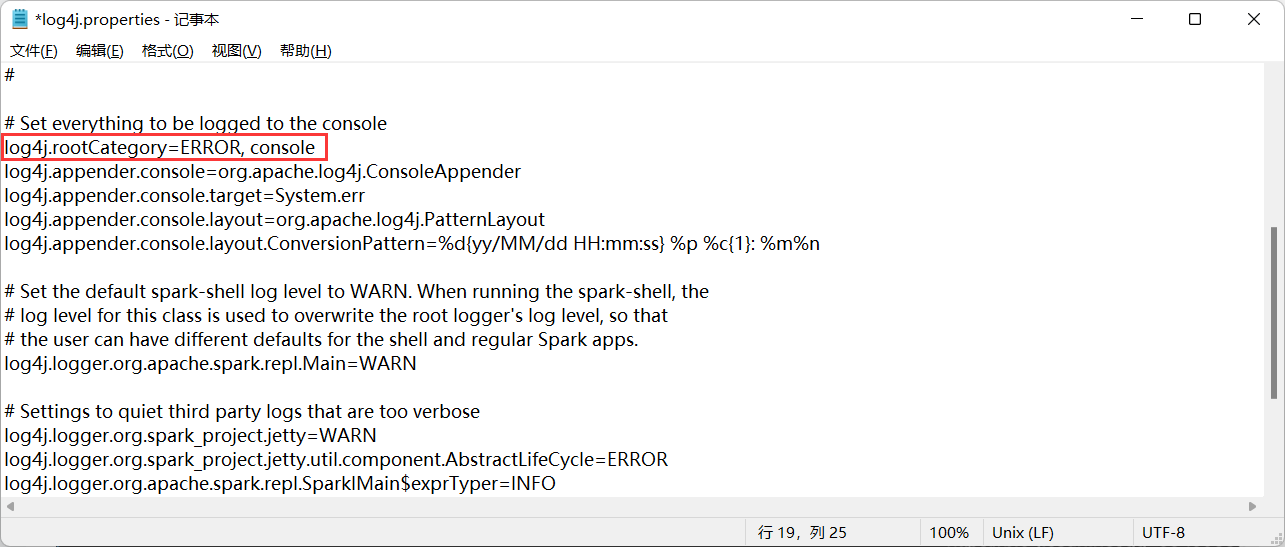 *log4j.properties - 记事本
文件(F) 编辑(E) 格式(O) 视图(V) 帮助(H)
#
# Set everything to be logged to the console
log4j.rootCategory=ERROR, console
log4j.appender.console=org.apache.log4j.ConsoleAppender
log4j.appender.console.target=System.err
log4j.appender.console.layout=org.apache.log4j.PatternLayout
log4j.appender.console.layout.ConversionPattern=%d{yy/MM/dd HH:mm:ss} %p %c{1}: %m%n
# Set the default spark-shell log level to WARN. When running the spark-shell, the
# log level for this class is used to overwrite the root logger's log level, so that
# the user can have different defaults for the shell and regular Spark apps.
log4j.logger.org.apache.spark.repl.Main=WARN
# Settings to quiet third party logs that are too verbose
log4j.logger.org.spark_project.jetty=WARN
log4j.logger.org.spark_project.jetty.util.component.AbstractLifeCycle=ERROR
log4j.logger.org.apache.spark.repl.SparkIMain$exprTyper=INFO
行 19，列 25 100% Unix (LF) UTF-8